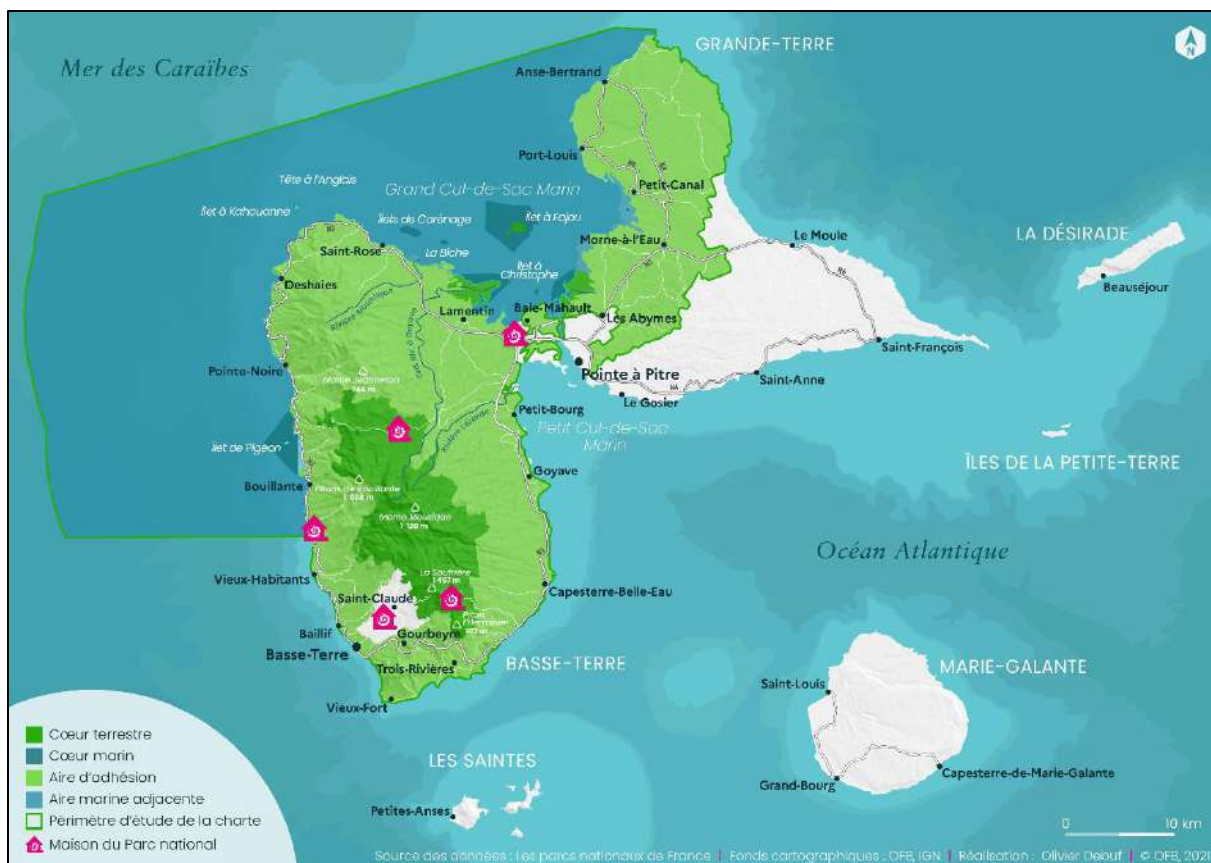 GRANDE-TERRE
N
Mer des Caraïbes
Anse-Bertrand
Port-Louis
Tête à l'Anglais
Grand Cul-de-Sac Marin
Petit-Canal
Îlet à Kahouanne
Îlets de Carénage
Îlet à Fajou
Saint-Rose
La Biche
Morne-à-l'Eau
Le Moule
LA DÉSIRADE
Îlet à
Christophe
Deshaies
Beauséjour
Lamentin
Baie-Mahault
Les Abymes
Saint-François
Pointe-Noire
Pointe à Pitre
Saint-Anne
Le Gosier
Petit-Bourg
Petit Cul-de-Sac
Marin
Îlet de Pigeon
ÎLES DE LA PETITE-TERRE
Goyave
Bouillante
Océan Atlantique
La Soufrière
1 467 m
Vieux-Habitants
Capesterre-Belle-Eau
Saint-Claude
Baillif
Gourbeyre
Basse-Terre
BASSE-TERRE
Trois-Rivières
MARIE-GALANTE
Saint-Louis
Vieux-Fort
Cœur terrestre
Cœur marin
Aire d'adhésion
Aire marine adjacente
Périmètre d'étude de la charte
Maison du Parc national
LES SAINTES
Petites-Anses
Grand-Bourg
Capesterre-de-Marie-Galante
0 10 km
Source des données : Les parcs nationaux de France | Fonds cartographiques : OFB, IGN | Réalisation : Olivier Debuf | © OFB, 2020